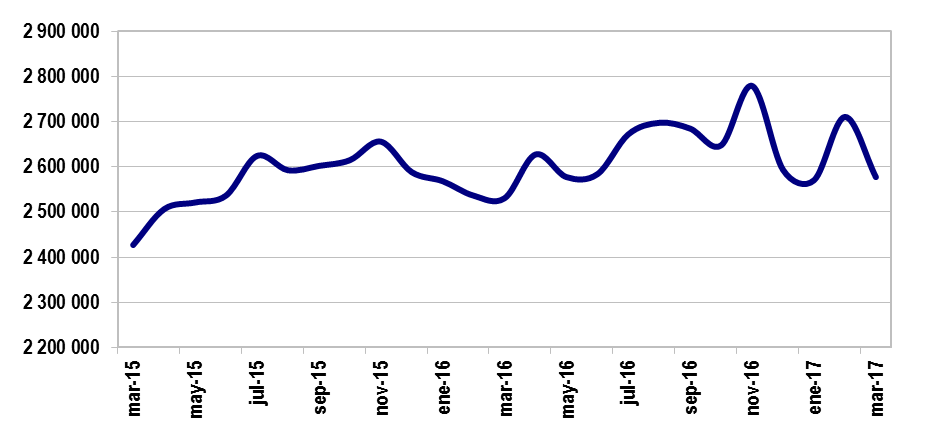 2 900 000
2 800 000
2 700 000
2 600 000
2 500 000
2 400 000
2 300 000
2 200 000
mar-15
may-15
jul-15
sep-15
nov-15
ene-16
mar-16
may-16
jul-16
sep-16
nov-16
ene-17
mar-17